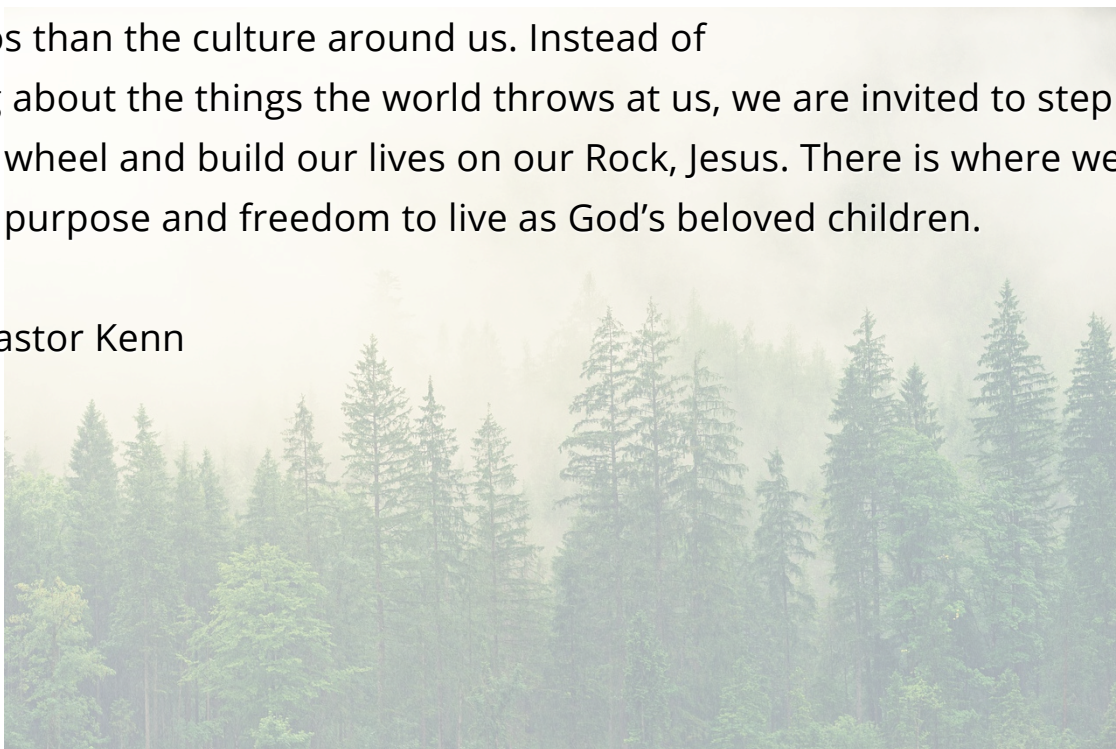 than the culture around us. Instead of
about the things the world throws at us, we are invited to step
wheel and build our lives on our Rock, Jesus. There is where we
purpose and freedom to live as God’s beloved children.
astor Kenn